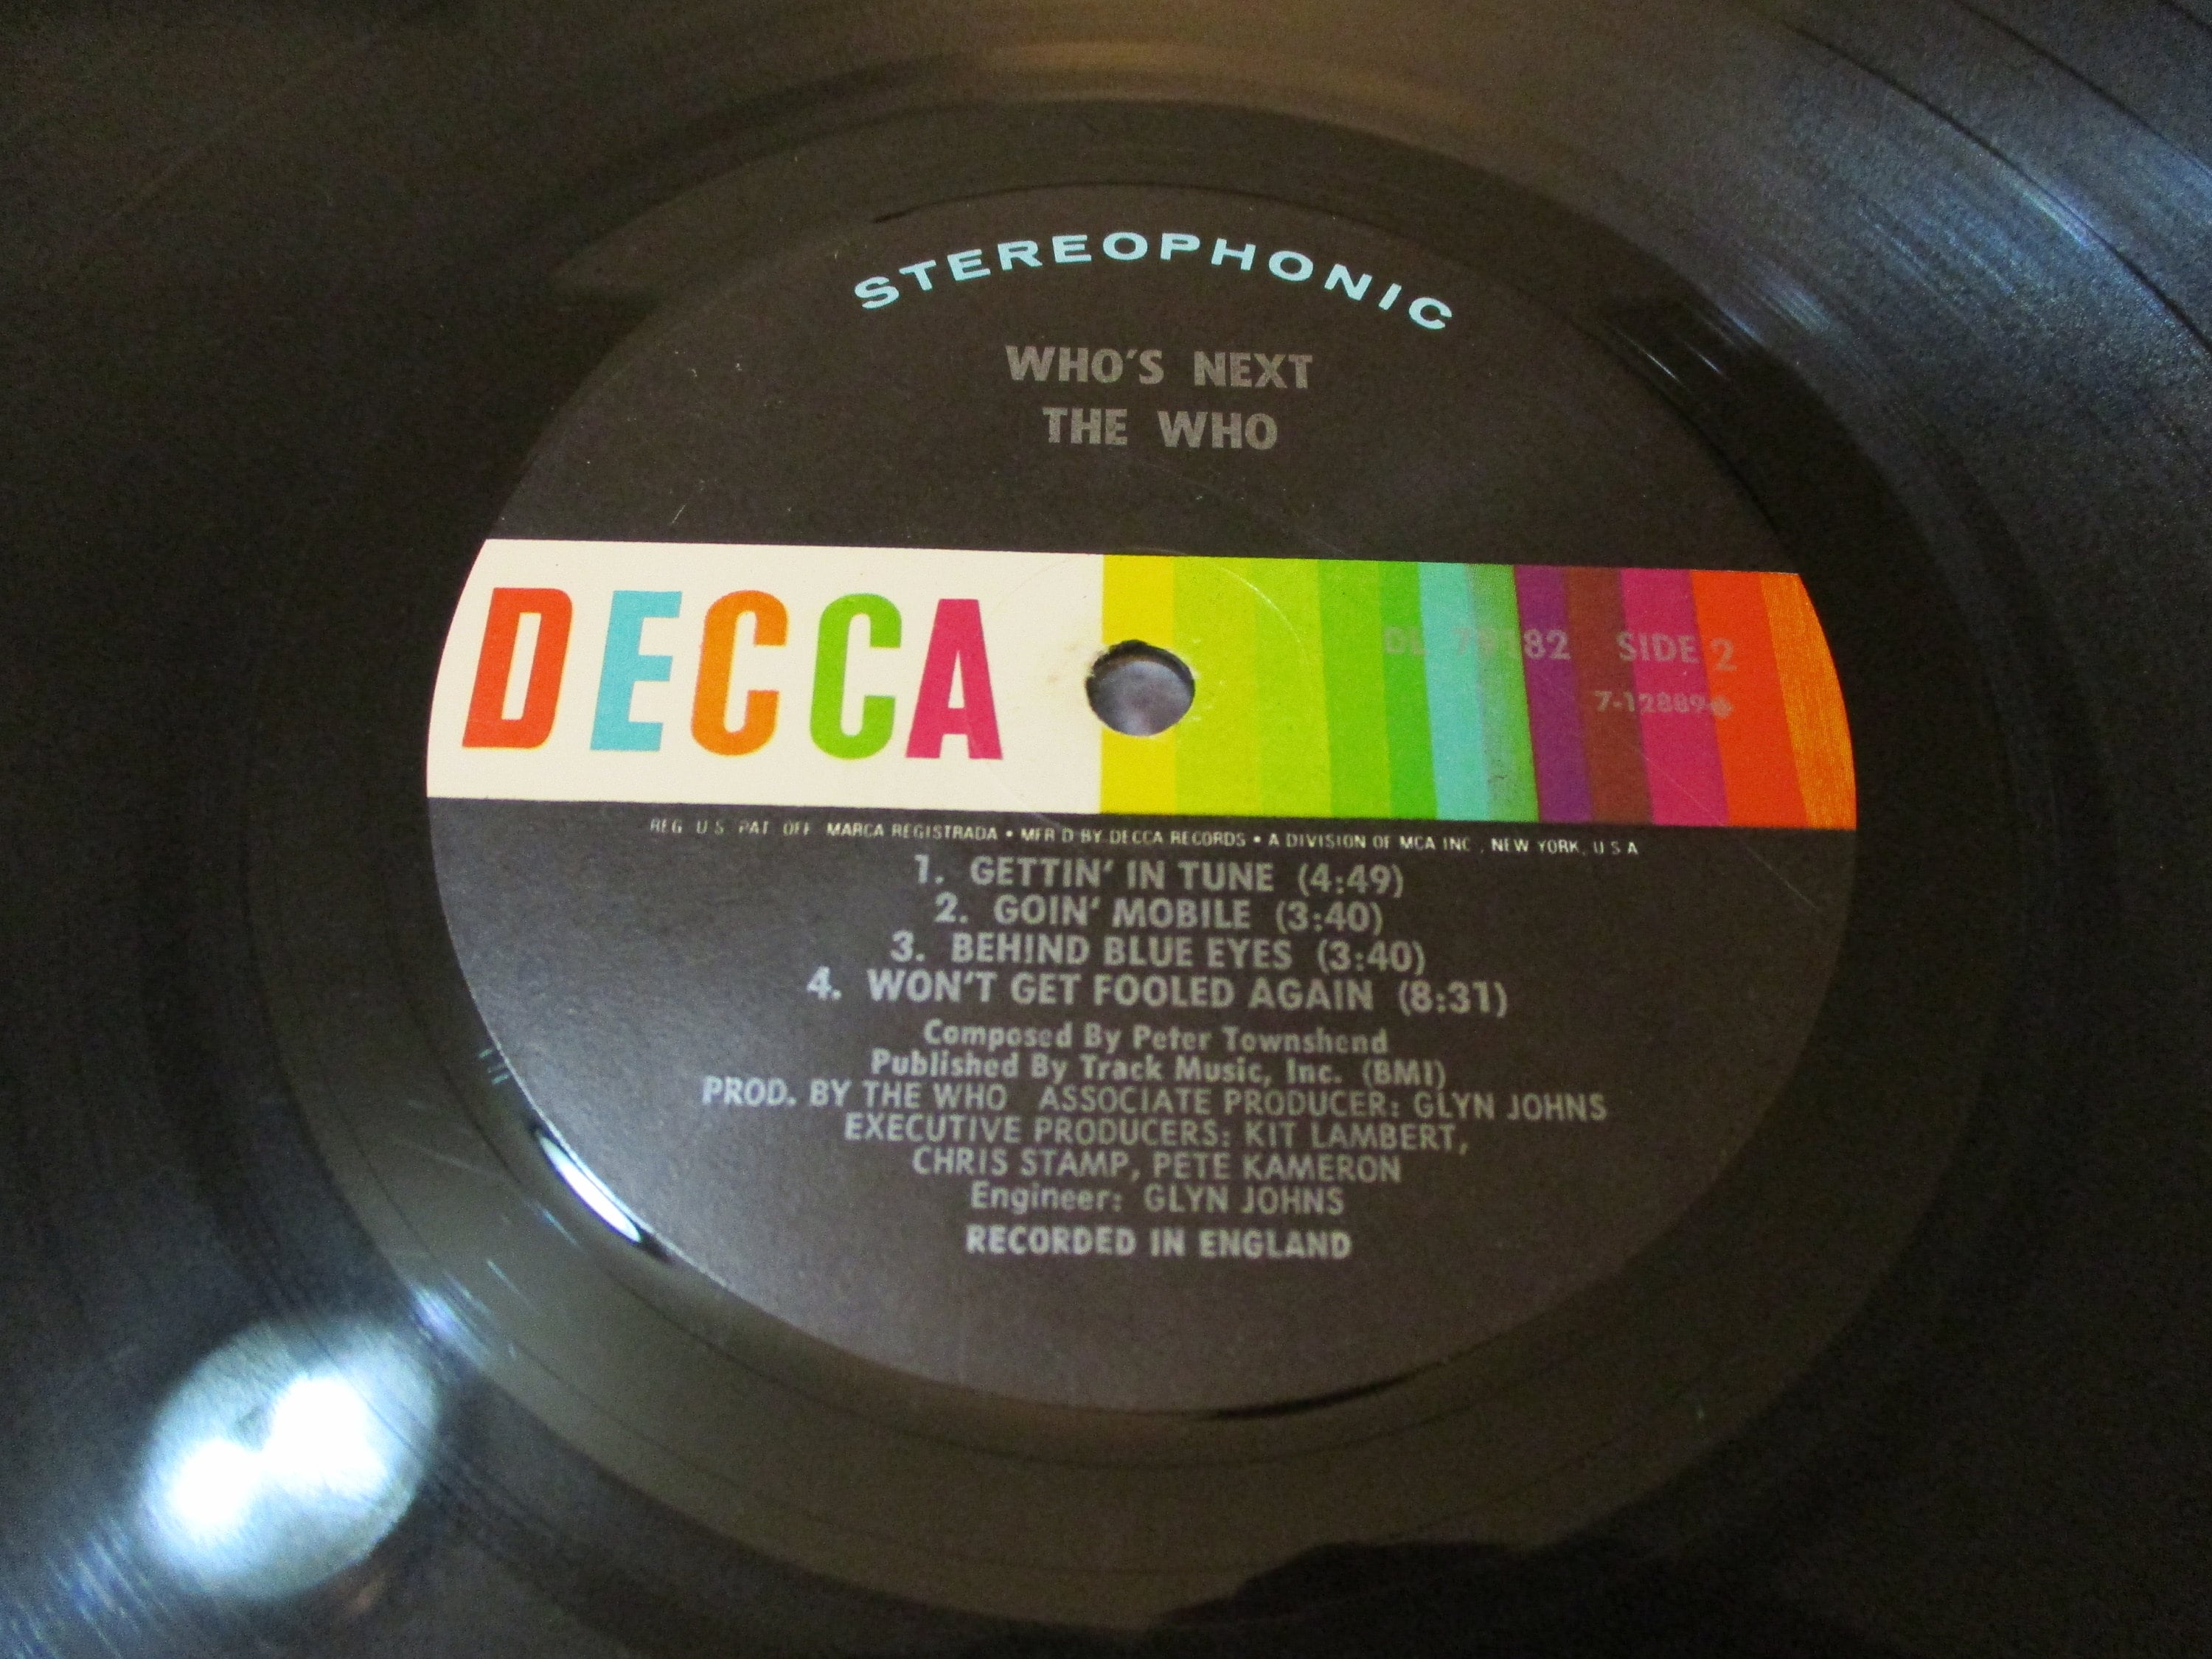 STEREOPHONIC
WHO'S NEXT
THE WHO
DECCA
DL 79182 SIDE 2
7-12889
REG. U.S. PAT. OFF. MARCA REGISTRADA • MFR'D BY DECCA RECORDS • A DIVISION OF MCA INC., NEW YORK, U.S.A.
1. GETTIN' IN TUNE (4:49)
2. GOIN' MOBILE (3:40)
3. BEHIND BLUE EYES (3:40)
4. WON'T GET FOOLED AGAIN (8:31)
Composed By Peter Townshend
Published By Track Music, Inc. (BMI)
PROD. BY THE WHO ASSOCIATE PRODUCER: GLYN JOHNS
EXECUTIVE PRODUCERS: KIT LAMBERT,
CHRIS STAMP, PETE KAMERON
Engineer: GLYN JOHNS
RECORDED IN ENGLAND